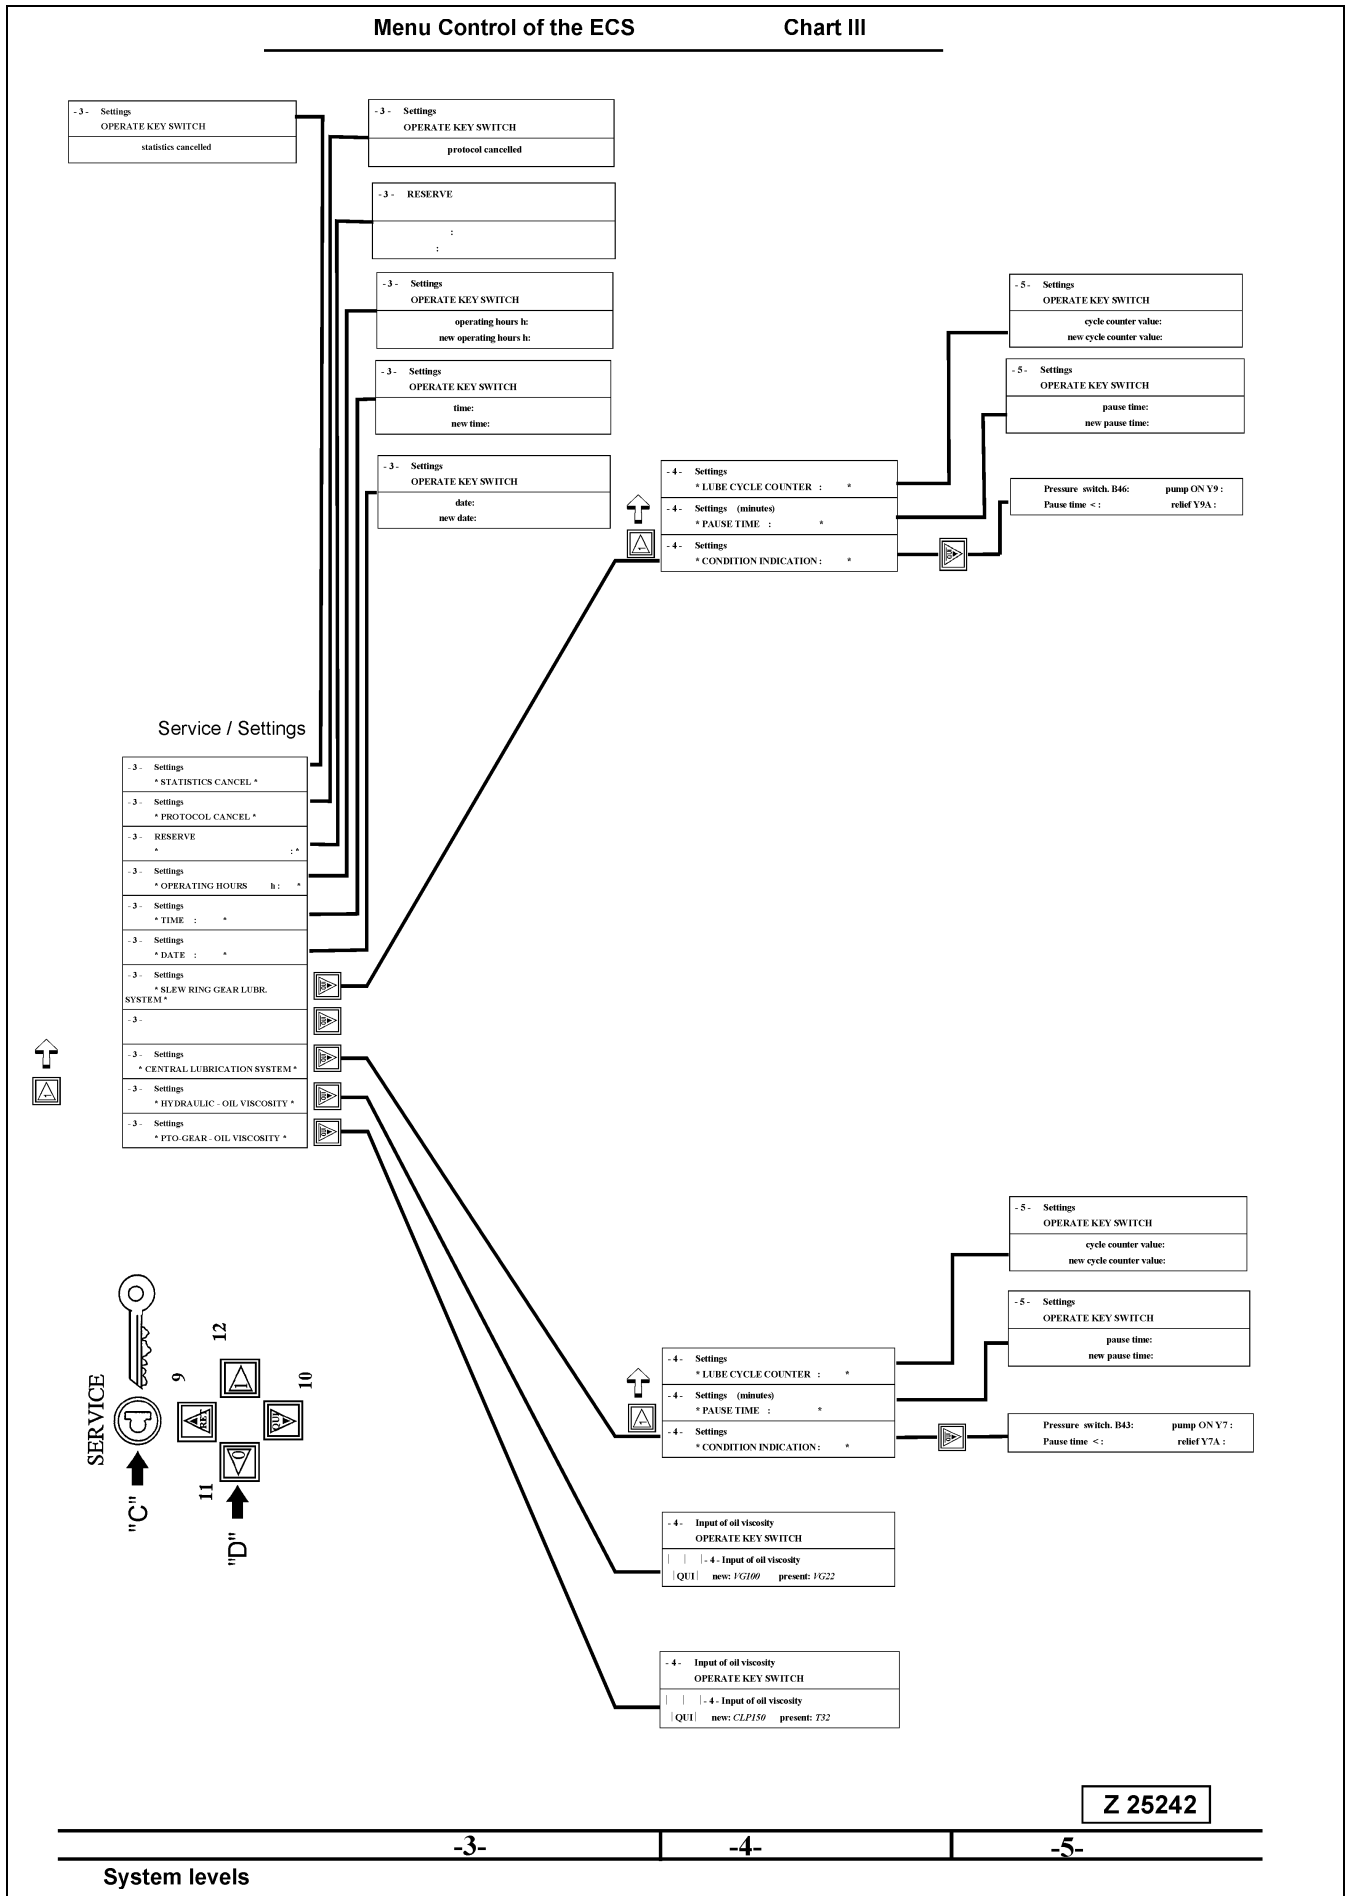 Menu Control of the ECS Chart III
- 3 - Settings
OPERATE KEY SWITCH
statistics cancelled
- 3 - Settings
OPERATE KEY SWITCH
protocol cancelled
- 3 - RESERVE
:
:
- 3 - Settings
OPERATE KEY SWITCH
operating hours h:
new operating hours h:
- 3 - Settings
OPERATE KEY SWITCH
time:
new time:
- 3 - Settings
OPERATE KEY SWITCH
date:
new date:
- 5 - Settings
OPERATE KEY SWITCH
cycle counter value:
new cycle counter value:
- 5 - Settings
OPERATE KEY SWITCH
pause time:
new pause time:
- 4 - Settings
* LUBE CYCLE COUNTER : *
- 4 - Settings (minutes)
* PAUSE TIME : *
- 4 - Settings
* CONDITION INDICATION : *
Pressure switch. B46: pump ON Y9 :
Pause time < : relief Y9A :
Service / Settings
- 3 - Settings
* STATISTICS CANCEL *
- 3 - Settings
* PROTOCOL CANCEL *
- 3 - RESERVE
* : *
- 3 - Settings
* OPERATING HOURS h : *
- 3 - Settings
* TIME : *
- 3 - Settings
* DATE : *
- 3 - Settings
* SLEW RING GEAR LUBR.
SYSTEM *
- 3 -
- 3 - Settings
* CENTRAL LUBRICATION SYSTEM *
- 3 - Settings
* HYDRAULIC - OIL VISCOSITY *
- 3 - Settings
* PTO-GEAR - OIL VISCOSITY *
- 5 - Settings
OPERATE KEY SWITCH
cycle counter value:
new cycle counter value:
- 5 - Settings
OPERATE KEY SWITCH
pause time:
new pause time:
- 4 - Settings
* LUBE CYCLE COUNTER : *
- 4 - Settings (minutes)
* PAUSE TIME : *
- 4 - Settings
* CONDITION INDICATION : *
Pressure switch. B43: pump ON Y7 :
Pause time < : relief Y7A :
SERVICE
"C"
9
12
10
11
"D"
RET
1
QUI
0
- 4 - Input of oil viscosity
OPERATE KEY SWITCH
| | | - 4 - Input of oil viscosity
|QUI| new: VG100 present: VG22
- 4 - Input of oil viscosity
OPERATE KEY SWITCH
| | | - 4 - Input of oil viscosity
|QUI| new: CLP150 present: T32
Z 25242
-3- -4- -5-
System levels